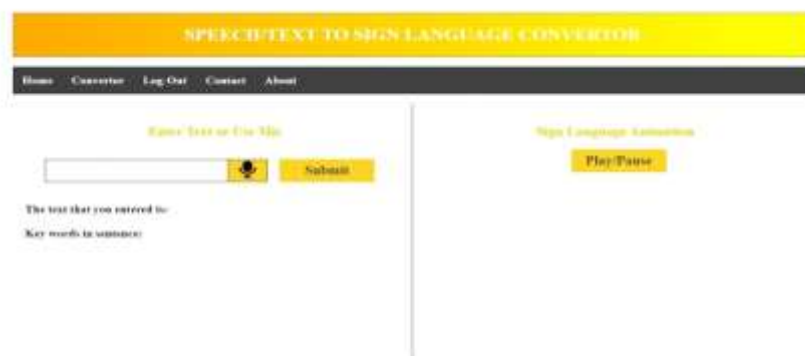 SPEECH/TEXT TO SIGN LANGUAGE CONVERTOR
Home Convertor Log Out Contact About
Enter Text or Use Mic
Submit
The text that you entered is:
Key words in sentence:
Sign Language Animation
Play/Pause